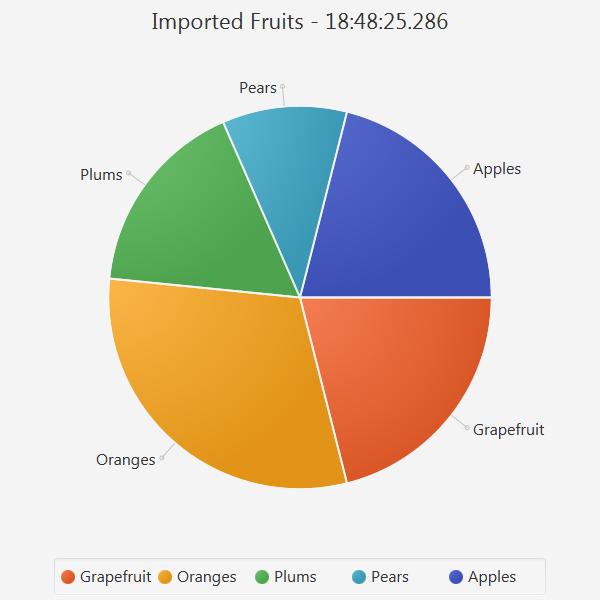 Imported Fruits - 18:48:25.286
Pears
Plums
Apples
Oranges
Grapefruit
Grapefruit Oranges Plums Pears Apples